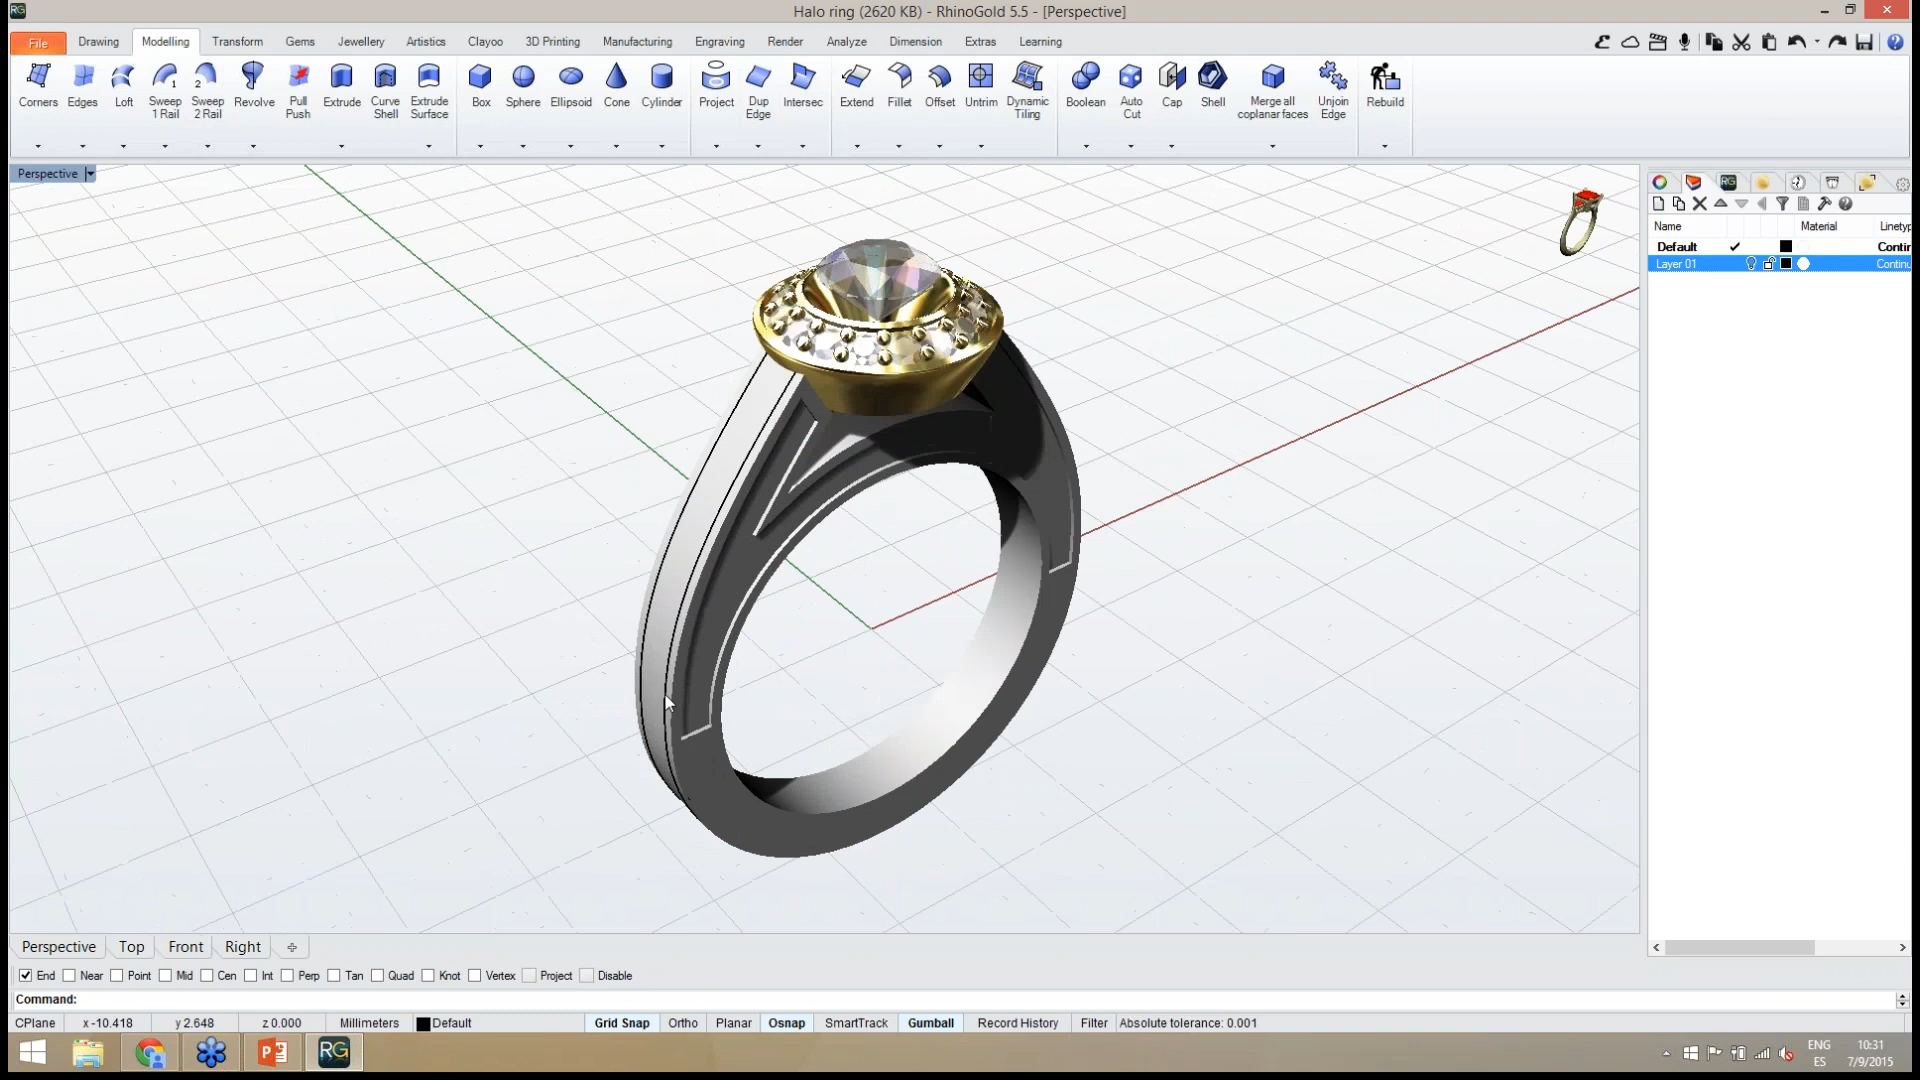 RG
Halo ring (2620 KB) - RhinoGold 5.5 - [Perspective]
File Drawing Modelling Transform Gems Jewellery Artistics Clayoo 3D Printing Manufacturing Engraving Render Analyze Dimension Extras Learning
Corners Edges Loft Sweep 1 Rail Sweep 2 Rail Revolve Pull Push Extrude Curve Shell Extrude Surface Box Sphere Ellipsoid Cone Cylinder Project Dup Edge Intersec Extend Fillet Offset Untrim Dynamic Tiling Boolean Auto Cut Cap Shell Merge all coplanar faces Unjoin Edge Rebuild
Perspective
RG
Name Material Linetyp
Default Contin
Layer 01 Continu
Perspective Top Front Right
End Near Point Mid Cen Int Perp Tan Quad Knot Vertex Project Disable
Command:
CPlane x -10.418 y 2.648 z 0.000 Millimeters Default Grid Snap Ortho Planar Osnap SmartTrack Gumball Record History Filter Absolute tolerance: 0.001
RG
ENG 10:31
ES 7/9/2015